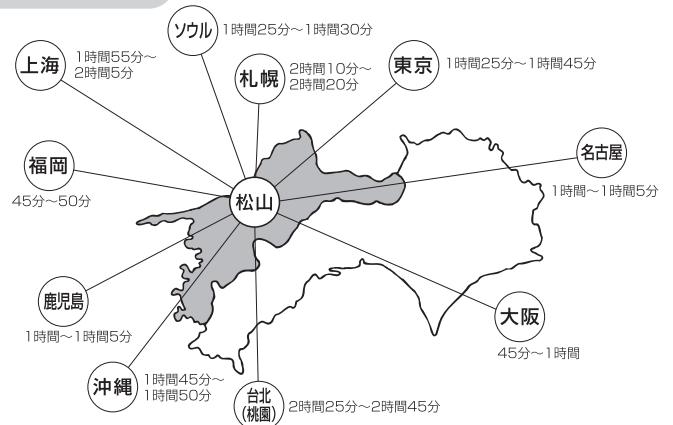 ソウル
1時間25分～1時間30分
上海
1時間55分～
2時間5分
札幌
2時間10分～
2時間20分
東京
1時間25分～1時間45分
福岡
45分～50分
名古屋
1時間～1時間5分
松山
鹿児島
1時間～1時間5分
大阪
45分～1時間
沖縄
1時間45分～
1時間50分
台北
(桃園)
2時間25分～2時間45分